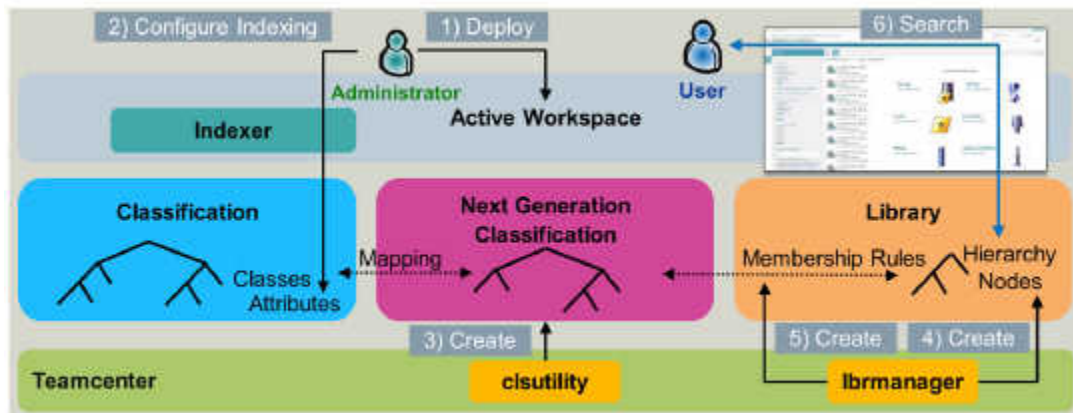 2) Configure Indexing
1) Deploy
6) Search
Administrator
User
Active Workspace
Indexer
Classification
Next Generation
Classification
Library
Mapping
Classes
Attributes
Membership Rules
Hierarchy
Nodes
3) Create
5) Create
4) Create
Teamcenter
clsutility
lbrmanager